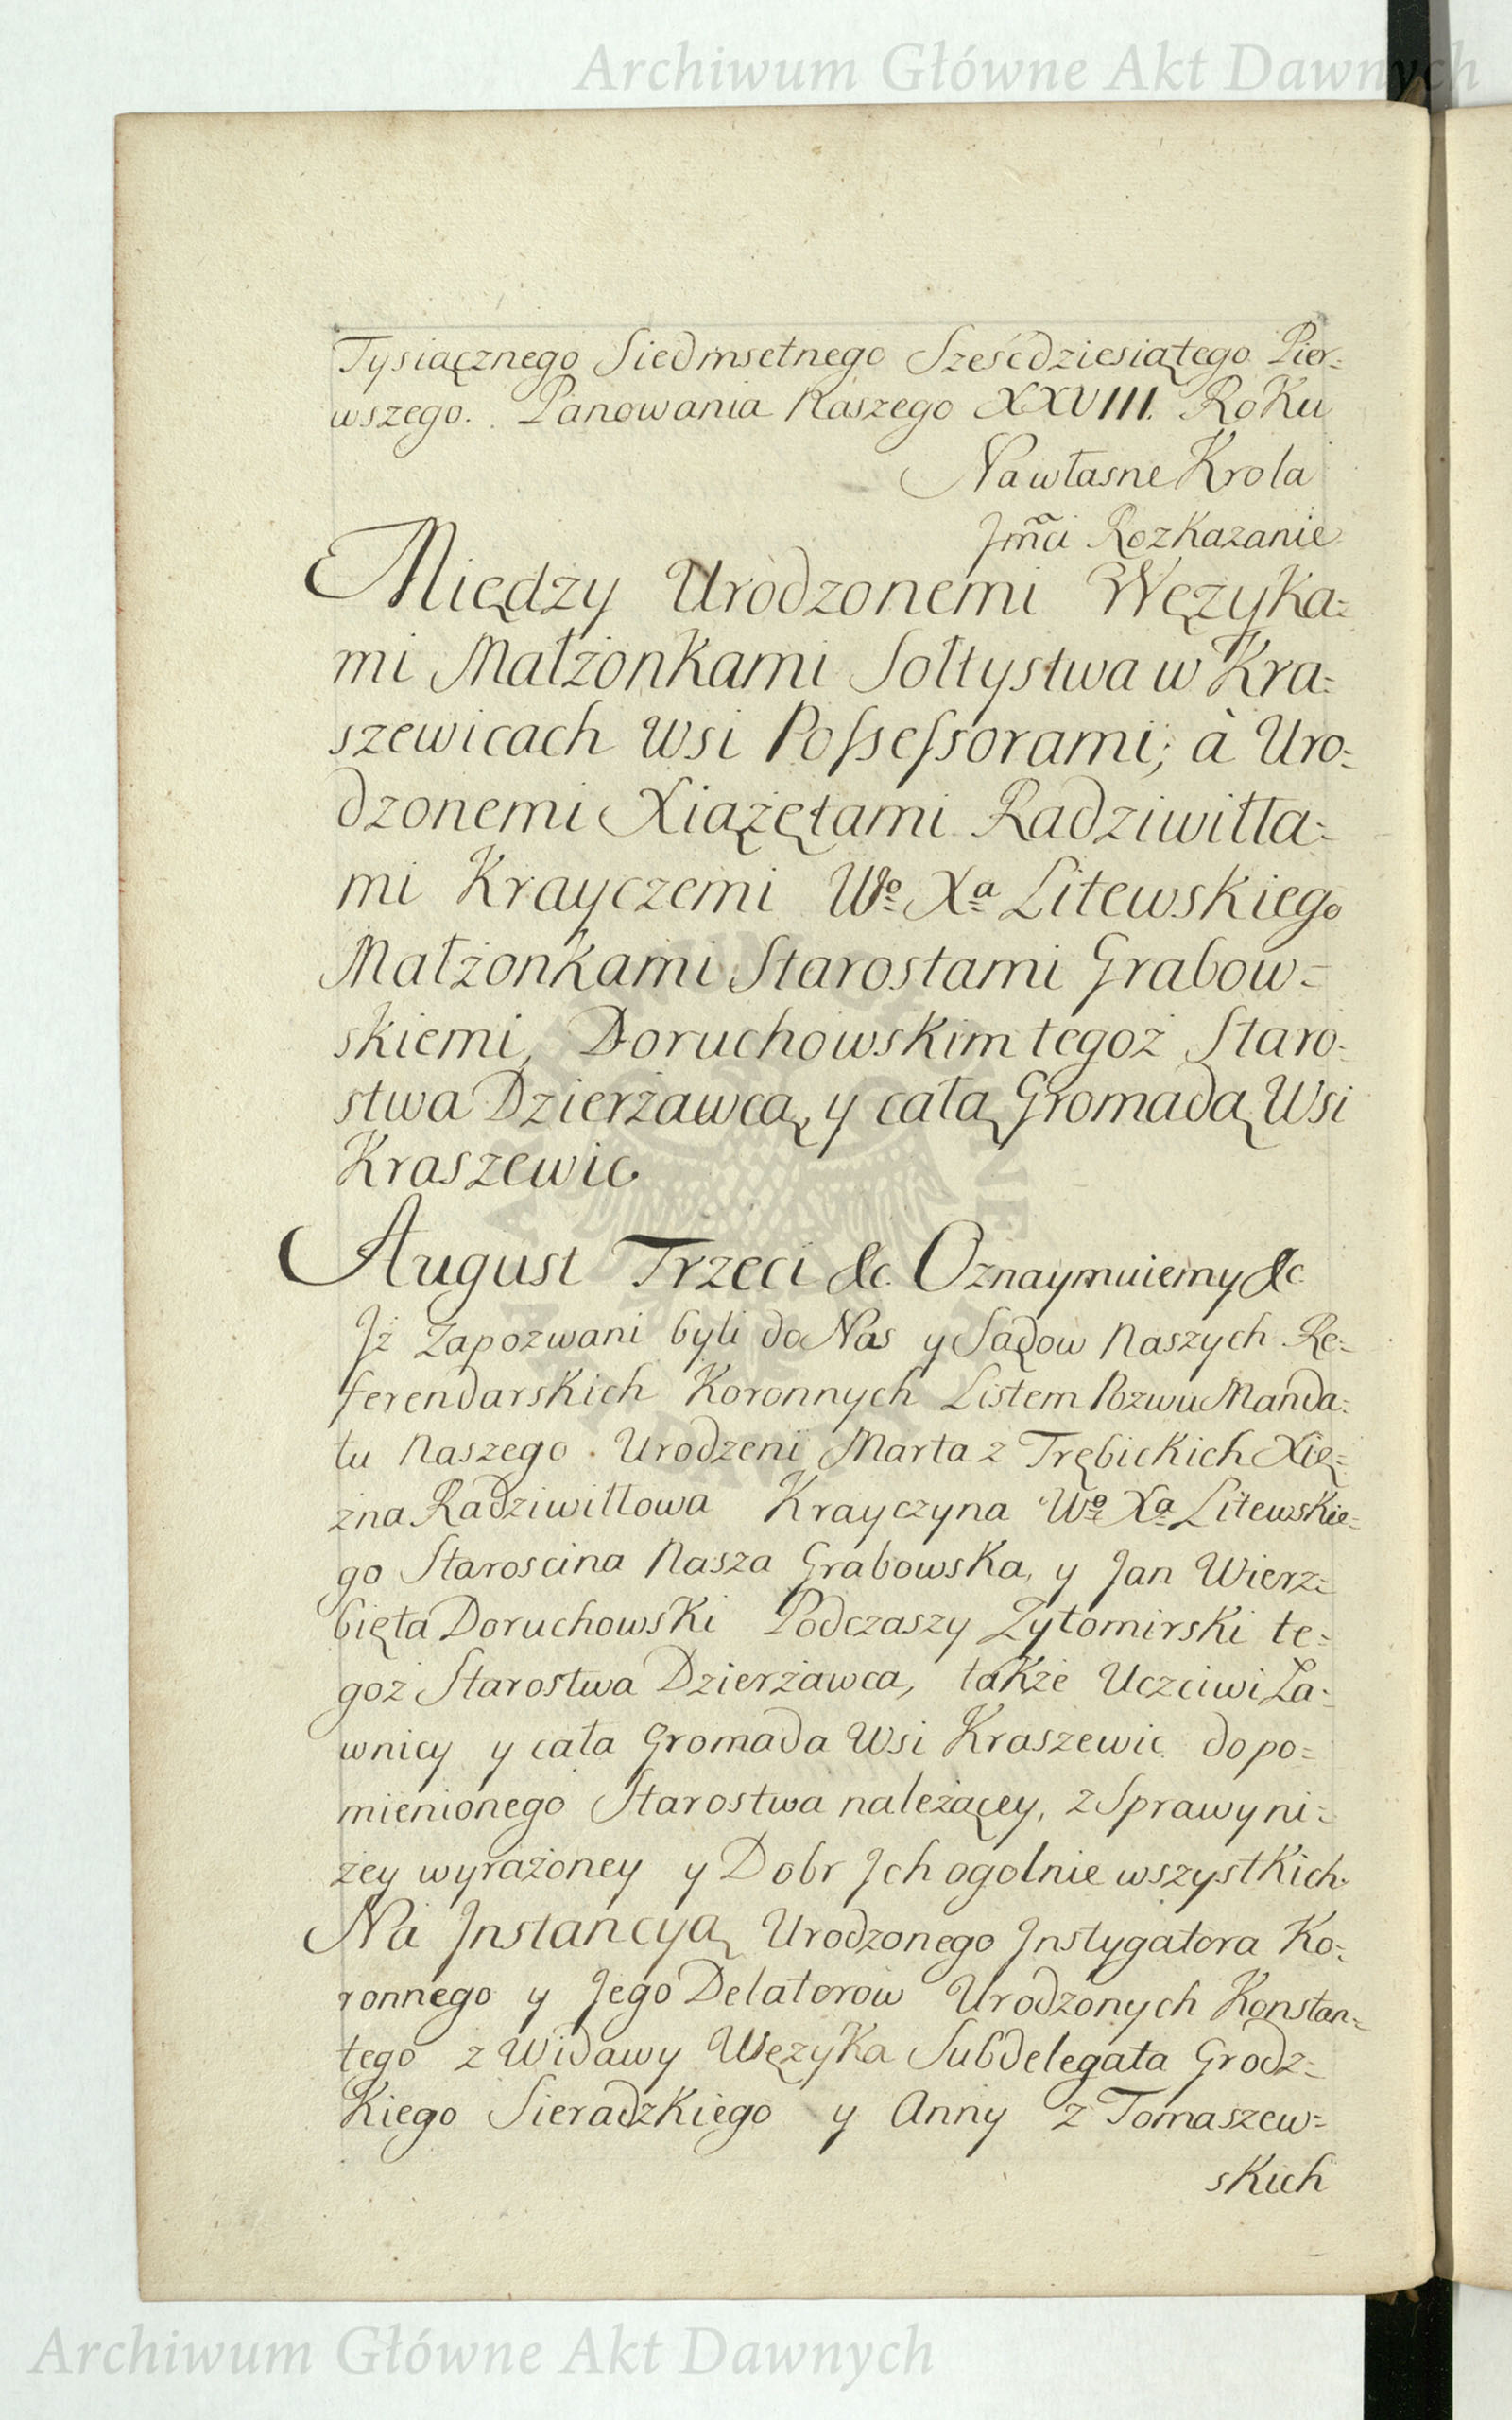 Archiwum Główne Akt Dawnych
Tysiącznego Siedmsetnego Sześcdziesiątego Pier=
wszego. Panowania Naszego XXVIII. Roku
Na własne Krola
Jmci Rozkazanie
Między Urodzonemi Wężyka=
mi Małżonkami Sołtystwa w Kra=
szewicach Wsi Possessorami; à Uro=
dzonemi Xiążętami Radziwiłła=
mi Krayczemi Wo Xa Litewskiego
Małżonkami Starostami Grabow=
skiemi, Doruchowskim tegoż Staro=
stwa Dzierżawcą, y całą Gromadą Wsi
Kraszewic
August Trzeci &c. Oznaymuiemy &c
Jż Zapozwani byli do Nas y Sądow Naszych Re=
ferendarskich Koronnych Listem Pozwu Manda=
tu Naszego. Urodzeni Marta z Trębickich Xię=
żna Radziwiłłowa Krayczyna Wo Xa Litewskie=
go Starościna Nasza Grabowska, y Jan Wierz=
bięta Doruchowski Podczaszy Zytomirski te=
goż Starostwa Dzierżawca, także Uczciwi Ła=
wnicy y cała Gromada Wsi Kraszewic do po=
mienionego Starostwa należącey, z Sprawy ni=
żey wyrażoney y Dobr Jch ogolnie wszystkich.
Na Jnstancyą Urodzonego Jnstygatora Ko=
ronnego y Jego Delatorow Urodzonych Konstan=
tego z Widawy Wężyka Subdelegata Grodz=
kiego Sieradzkiego y Anny z Tomaszew=
skich
Archiwum Główne Akt Dawnych